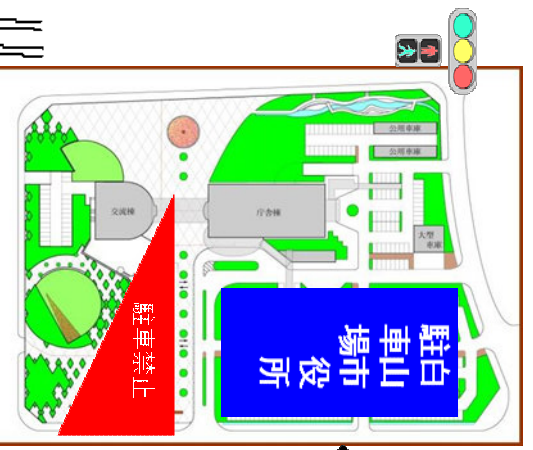 公用車庫
公用車庫
交流棟
庁舎棟
大型
車庫
駐車禁止
白山市役所
駐車場